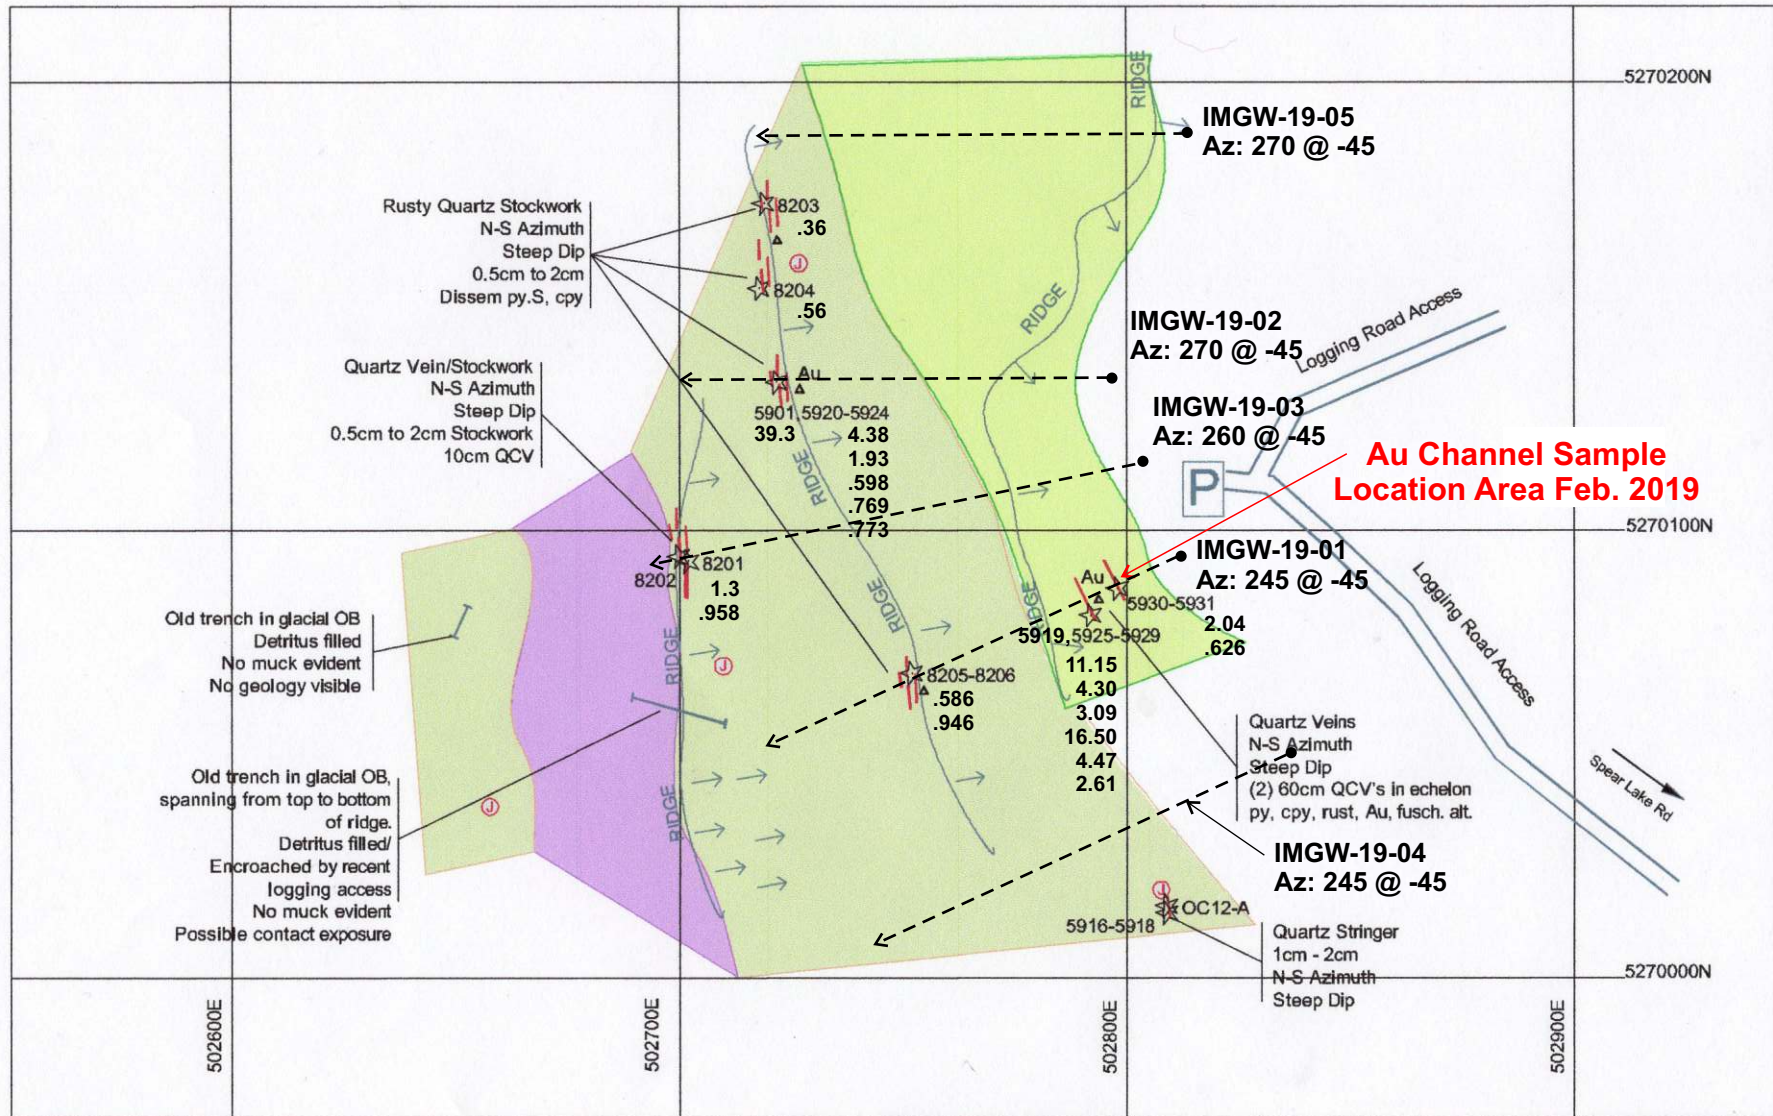 RIDGE
5270200N
IMGW-19-05
Az: 270 @ -45
Rusty Quartz Stockwork
N-S Azimuth
Steep Dip
0.5cm to 2cm
Dissem py.S, cpy
8203
.36
J
8204
.56
RIDGE
Logging Road Access
IMGW-19-02
Az: 270 @ -45
Quartz Vein/Stockwork
N-S Azimuth
Steep Dip
0.5cm to 2cm Stockwork
10cm QCV
Au
5901,5920-5924
39.3
4.38
1.93
.598
.769
.773
RIDGE
IMGW-19-03
Az: 260 @ -45
Au Channel Sample
Location Area Feb. 2019
P
5270100N
8202
8201
1.3
.958
IMGW-19-01
Az: 245 @ -45
Au
5930-5931
2.04
.626
RIDGE
5919,5925-5929
11.15
4.30
3.09
16.50
4.47
2.61
Logging Road Access
RIDGE
Old trench in glacial OB
Detritus filled
No muck evident
No geology visible
RIDGE
J
8205-8206
.586
.946
Quartz Veins
N-S Azimuth
Steep Dip
(2) 60cm QCV's in echelon
py, cpy, rust, Au, fusch. alt.
Spear Lake Rd
Old trench in glacial OB,
spanning from top to bottom
of ridge.
Detritus filled/
Encroached by recent
logging access
No muck evident
Possible contact exposure
J
RIDGE
IMGW-19-04
Az: 245 @ -45
J
OC12-A
5916-5918
Quartz Stringer
1cm - 2cm
N-S Azimuth
Steep Dip
5270000N
502600E
502700E
502800E
502900E